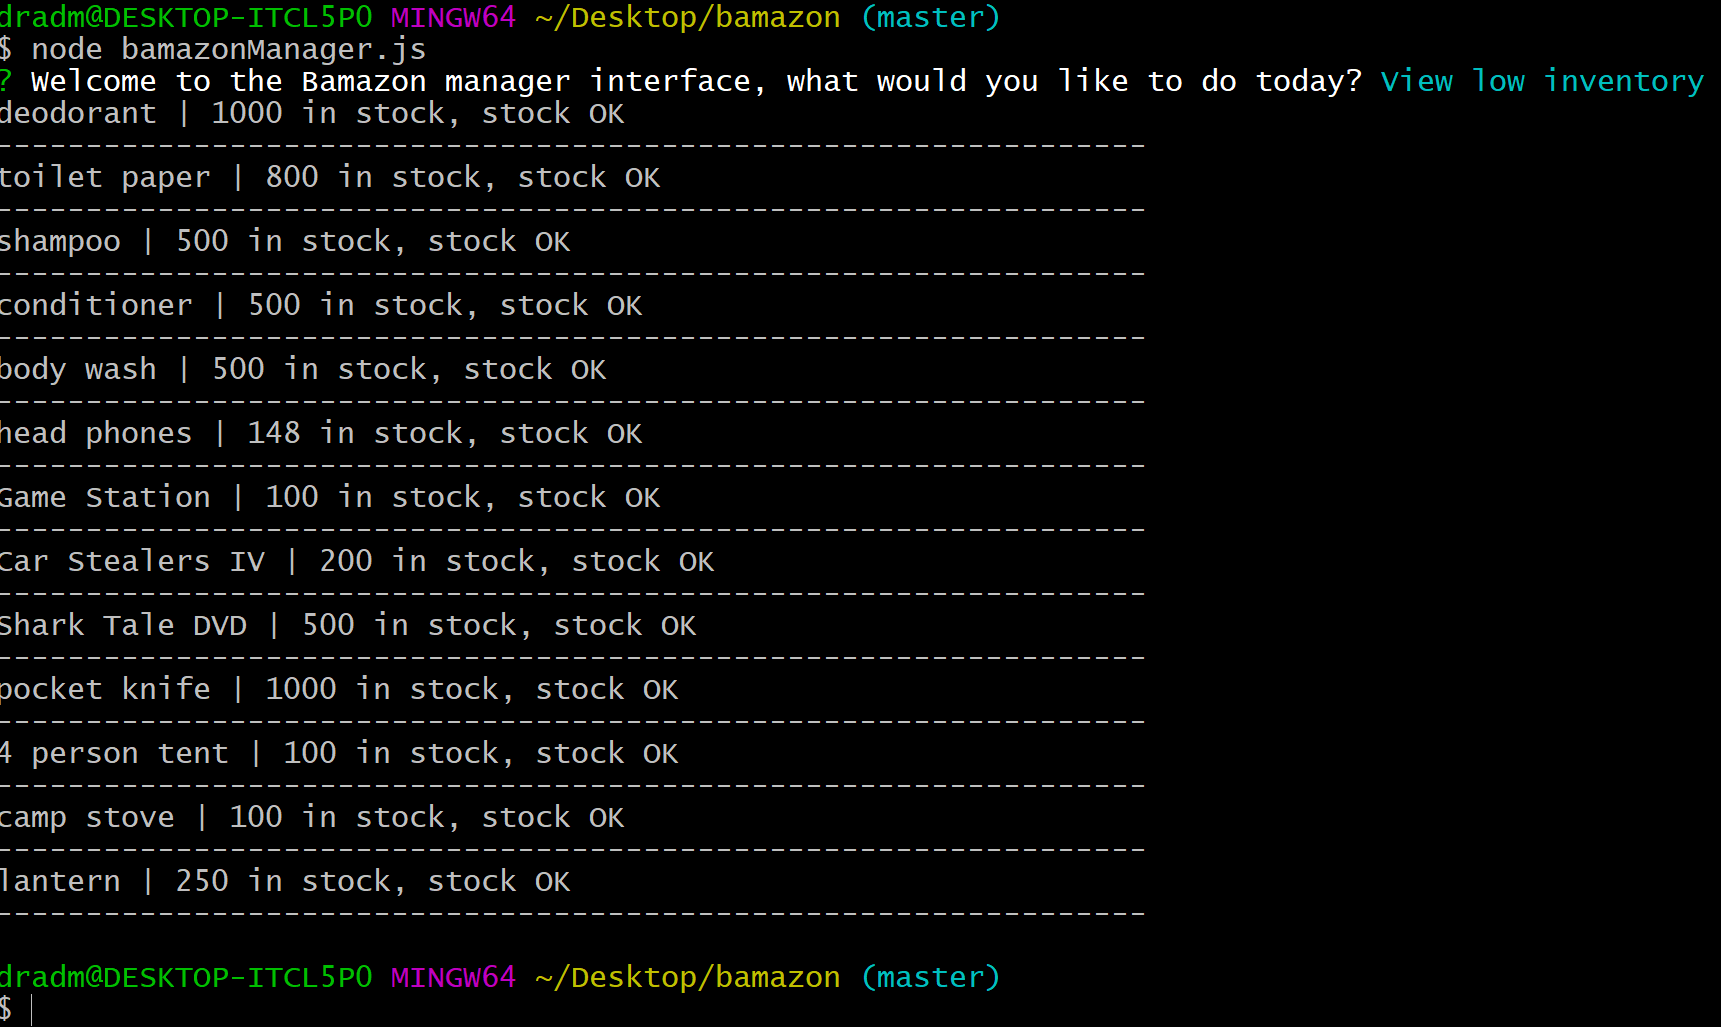 dradm@DESKTOP-ITCL5PO MINGW64 ~/Desktop/bamazon (master)
$ node bamazonManager.js
? Welcome to the Bamazon manager interface, what would you like to do today? View low inventory
deodorant | 1000 in stock, stock OK
----------------------------------------------------------------
toilet paper | 800 in stock, stock OK
----------------------------------------------------------------
shampoo | 500 in stock, stock OK
----------------------------------------------------------------
conditioner | 500 in stock, stock OK
----------------------------------------------------------------
body wash | 500 in stock, stock OK
----------------------------------------------------------------
head phones | 148 in stock, stock OK
----------------------------------------------------------------
Game Station | 100 in stock, stock OK
----------------------------------------------------------------
Car Stealers IV | 200 in stock, stock OK
----------------------------------------------------------------
Shark Tale DVD | 500 in stock, stock OK
----------------------------------------------------------------
pocket knife | 1000 in stock, stock OK
----------------------------------------------------------------
4 person tent | 100 in stock, stock OK
----------------------------------------------------------------
camp stove | 100 in stock, stock OK
----------------------------------------------------------------
lantern | 250 in stock, stock OK
----------------------------------------------------------------
dradm@DESKTOP-ITCL5PO MINGW64 ~/Desktop/bamazon (master)
$